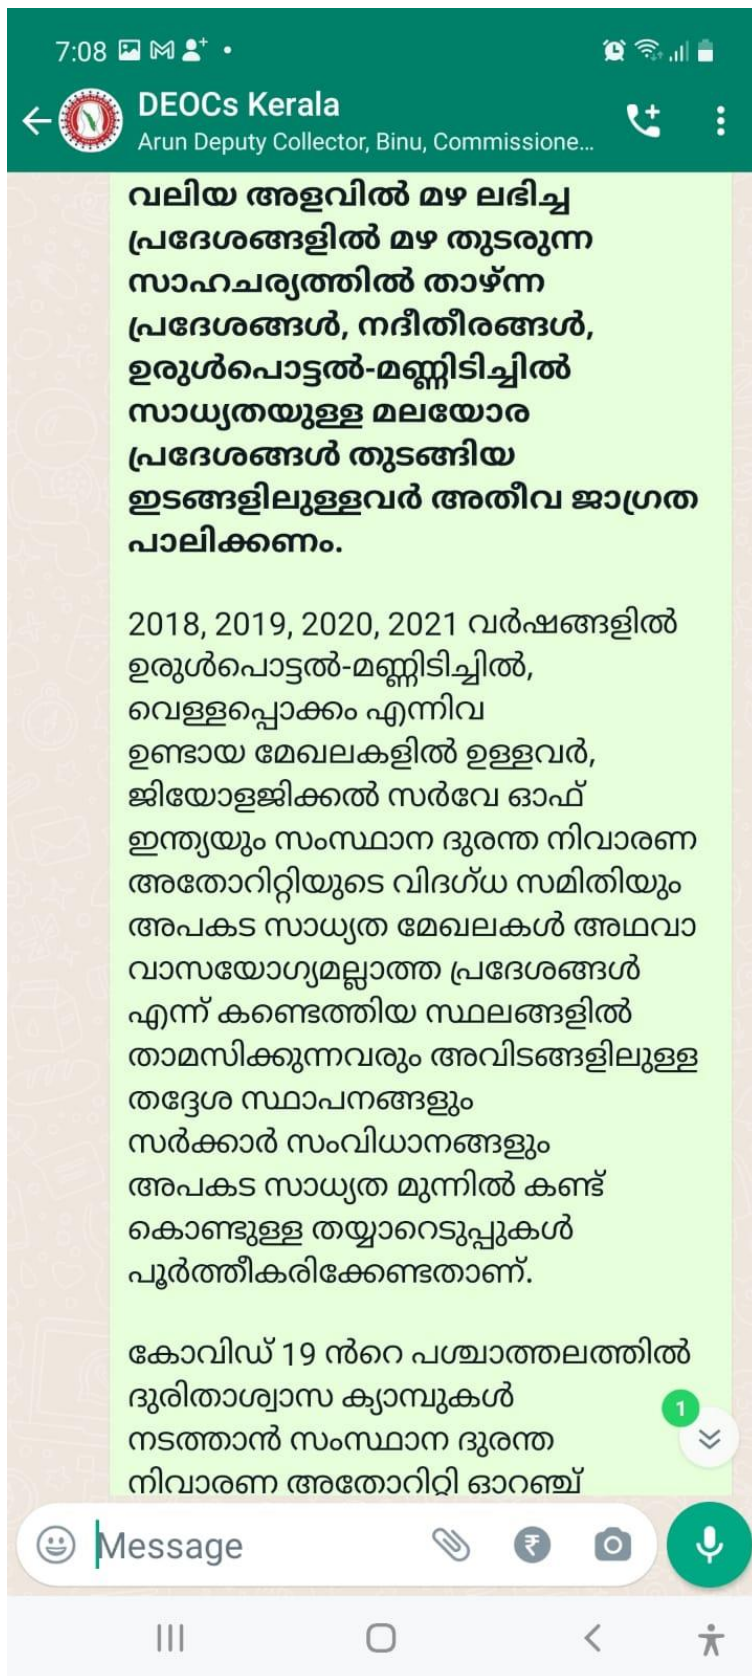 7:08
DEOCs Kerala
Arun Deputy Collector, Binu, Commissione...
വലിയ അളവിൽ മഴ ലഭിച്ച
പ്രദേശങ്ങളിൽ മഴ തുടരുന്ന
സാഹചര്യത്തിൽ താഴ്ന്ന
പ്രദേശങ്ങൾ, നദീതീരങ്ങൾ,
ഉരുൾപൊട്ടൽ-മണ്ണിടിച്ചിൽ
സാധ്യതയുള്ള മലയോര
പ്രദേശങ്ങൾ തുടങ്ങിയ
ഇടങ്ങളിലുള്ളവർ അതീവ ജാഗ്രത
പാലിക്കണം.
2018, 2019, 2020, 2021 വർഷങ്ങളിൽ
ഉരുൾപൊട്ടൽ-മണ്ണിടിച്ചിൽ,
വെള്ളപ്പൊക്കം എന്നിവ
ഉണ്ടായ മേഖലകളിൽ ഉള്ളവർ,
ജിയോളജിക്കൽ സർവേ ഓഫ്
ഇന്ത്യയും സംസ്ഥാന ദുരന്ത നിവാരണ
അതോറിറ്റിയുടെ വിദഗ്ധ സമിതിയും
അപകട സാധ്യത മേഖലകൾ അഥവാ
വാസയോഗ്യമല്ലാത്ത പ്രദേശങ്ങൾ
എന്ന് കണ്ടെത്തിയ സ്ഥലങ്ങളിൽ
താമസിക്കുന്നവരും അവിടങ്ങളിലുള്ള
തദ്ദേശ സ്ഥാപനങ്ങളും
സർക്കാർ സംവിധാനങ്ങളും
അപകട സാധ്യത മുന്നിൽ കണ്ട്
കൊണ്ടുള്ള തയ്യാറെടുപ്പുകൾ
പൂർത്തീകരിക്കേണ്ടതാണ്.
കോവിഡ് 19 ൻറെ പശ്ചാത്തലത്തിൽ
ദുരിതാശ്വാസ ക്യാമ്പുകൾ
നടത്താൻ സംസ്ഥാന ദുരന്ത
നിവാരണ അതോറിറ്റി ഓറഞ്ച്
1
Message